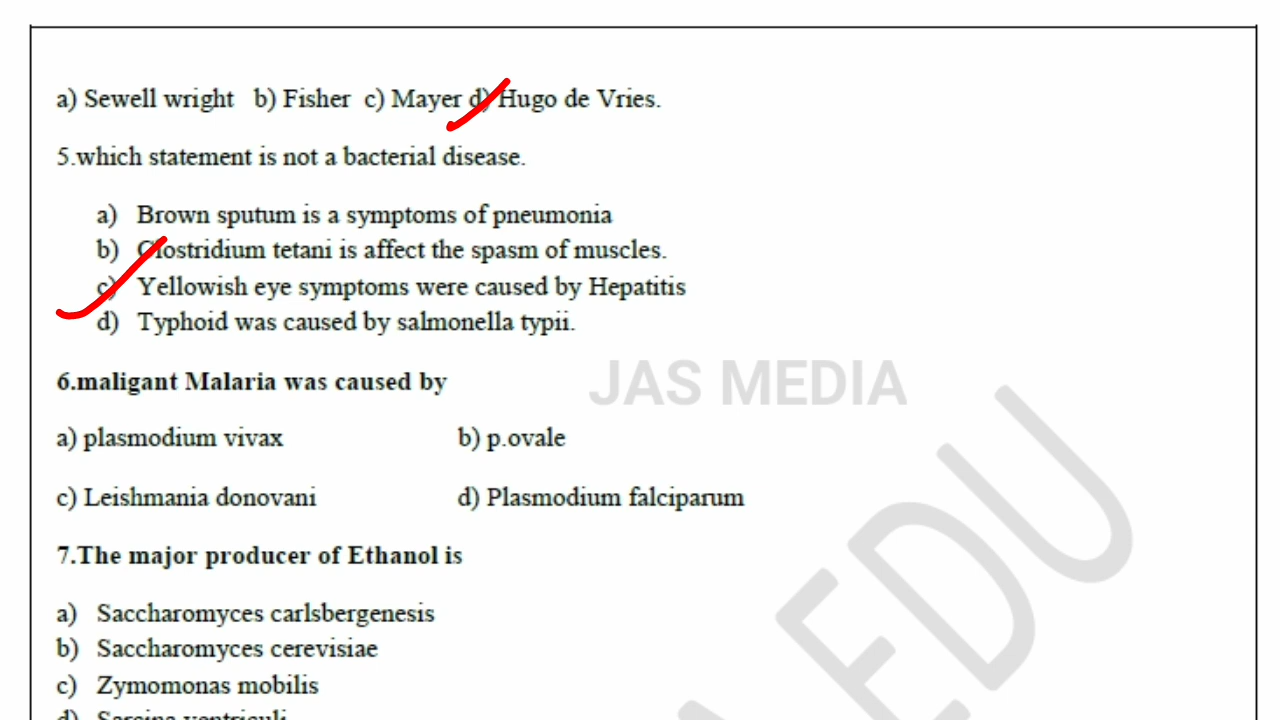 a) Sewell wright b) Fisher c) Mayer d) Hugo de Vries.
5.which statement is not a bacterial disease.
a) Brown sputum is a symptoms of pneumonia
b) Clostridium tetani is affect the spasm of muscles.
c) Yellowish eye symptoms were caused by Hepatitis
d) Typhoid was caused by salmonella typii.
6.maligant Malaria was caused by
JAS MEDIA
a) plasmodium vivax b) p.ovale
c) Leishmania donovani d) Plasmodium falciparum
7.The major producer of Ethanol is
a) Saccharomyces carlsbergenesis
b) Saccharomyces cerevisiae
c) Zymomonas mobilis
d) Sarcina ventriculi
EDU